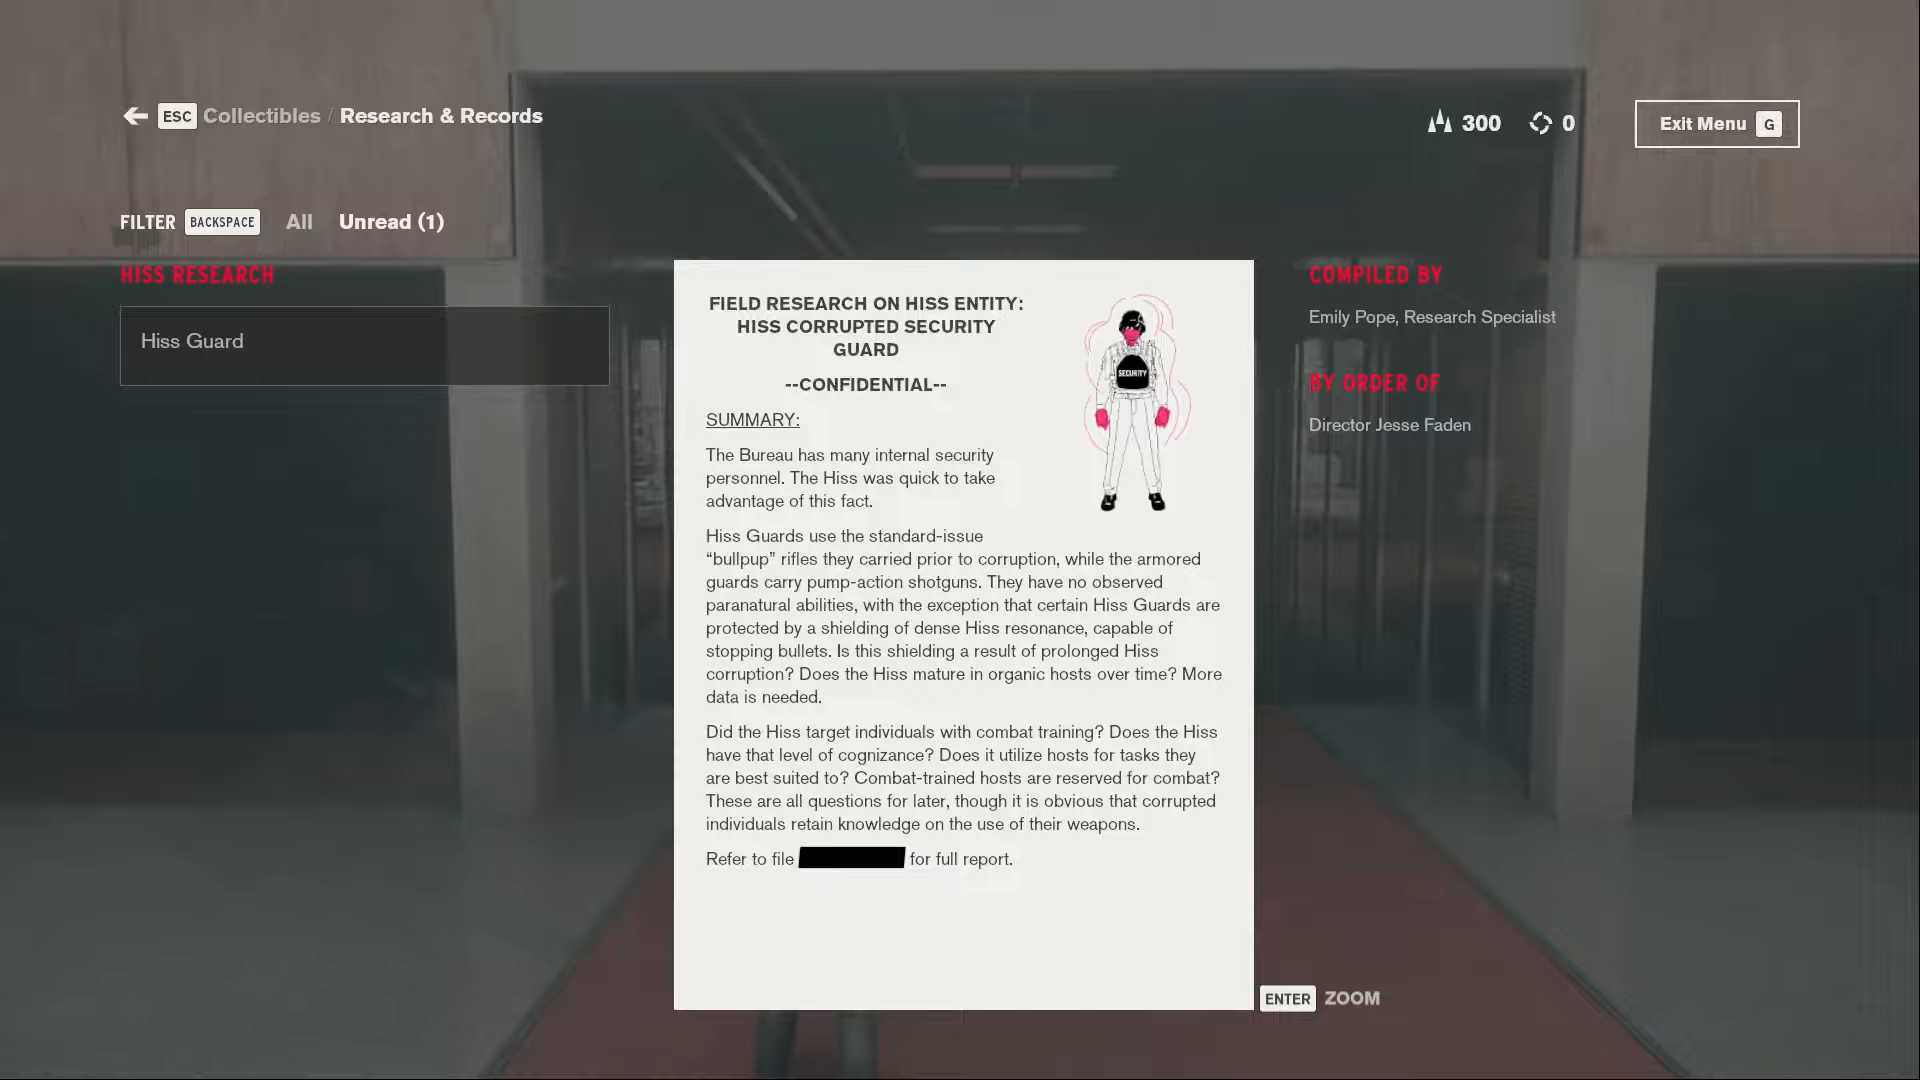 ESC Collectibles / Research & Records
300 0 Exit Menu G
FILTER BACKSPACE All Unread (1)
HISS RESEARCH
Hiss Guard
FIELD RESEARCH ON HISS ENTITY:
HISS CORRUPTED SECURITY
GUARD
--CONFIDENTIAL--
SECURITY
SUMMARY:
The Bureau has many internal security
personnel. The Hiss was quick to take
advantage of this fact.
Hiss Guards use the standard-issue
“bullpup” rifles they carried prior to corruption, while the armored
guards carry pump-action shotguns. They have no observed
paranatural abilities, with the exception that certain Hiss Guards are
protected by a shielding of dense Hiss resonance, capable of
stopping bullets. Is this shielding a result of prolonged Hiss
corruption? Does the Hiss mature in organic hosts over time? More
data is needed.
Did the Hiss target individuals with combat training? Does the Hiss
have that level of cognizance? Does it utilize hosts for tasks they
are best suited to? Combat-trained hosts are reserved for combat?
These are all questions for later, though it is obvious that corrupted
individuals retain knowledge on the use of their weapons.
Refer to file for full report.
COMPILED BY
Emily Pope, Research Specialist
BY ORDER OF
Director Jesse Faden
ENTER ZOOM